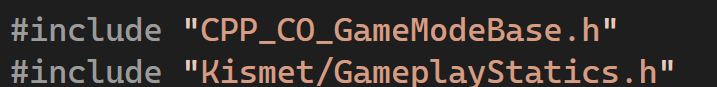 #include "CPP_CO_GameModeBase.h"
#include "Kismet/GameplayStatics.h"